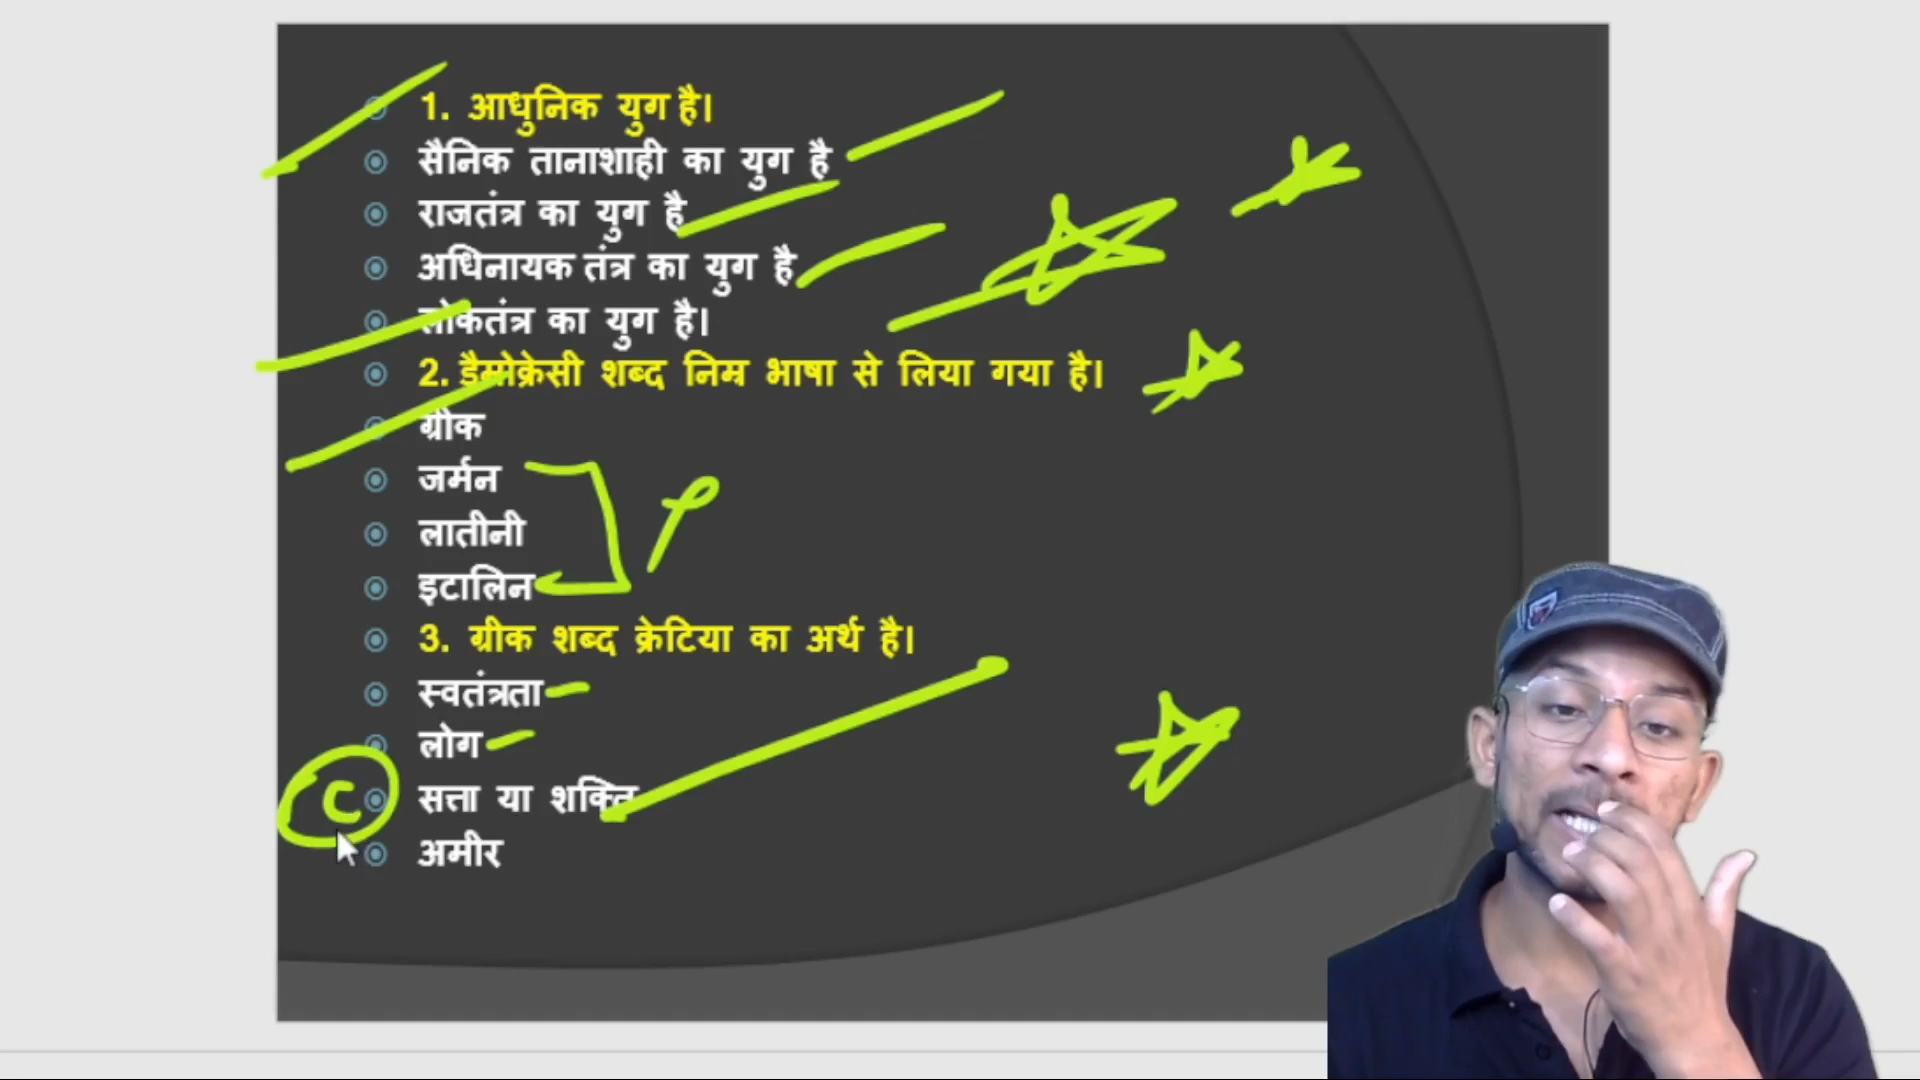 1. आधुनिक युग है।
सैनिक तानाशाही का युग है
राजतंत्र का युग है
अधिनायक तंत्र का युग है
लोकतंत्र का युग है।
2. डैमोक्रेसी शब्द निम्र भाषा से लिया गया है।
ग्रीक
जर्मन
लातीनी
इटालिन
3. ग्रीक शब्द क्रेटिया का अर्थ है।
स्वतंत्रता
लोग
C सत्ता या शक्ति
अमीर